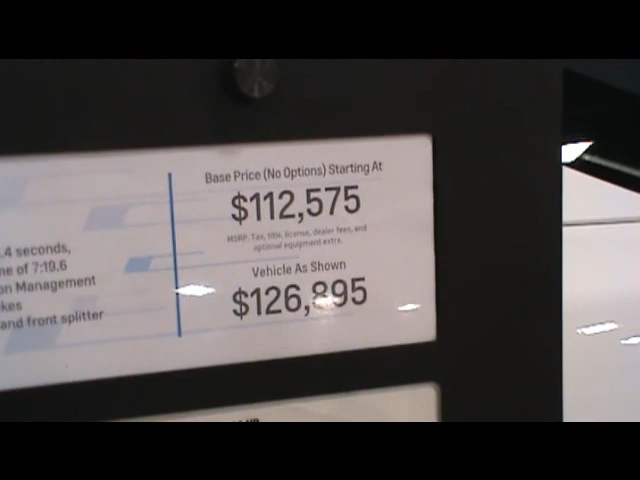 .4 seconds,
me of 7:19.6
on Management
kes
and front splitter
Base Price (No Options) Starting At
$112,575
MSRP. Tax, title, license, dealer fees, and
optional equipment extra.
Vehicle As Shown
$126,895